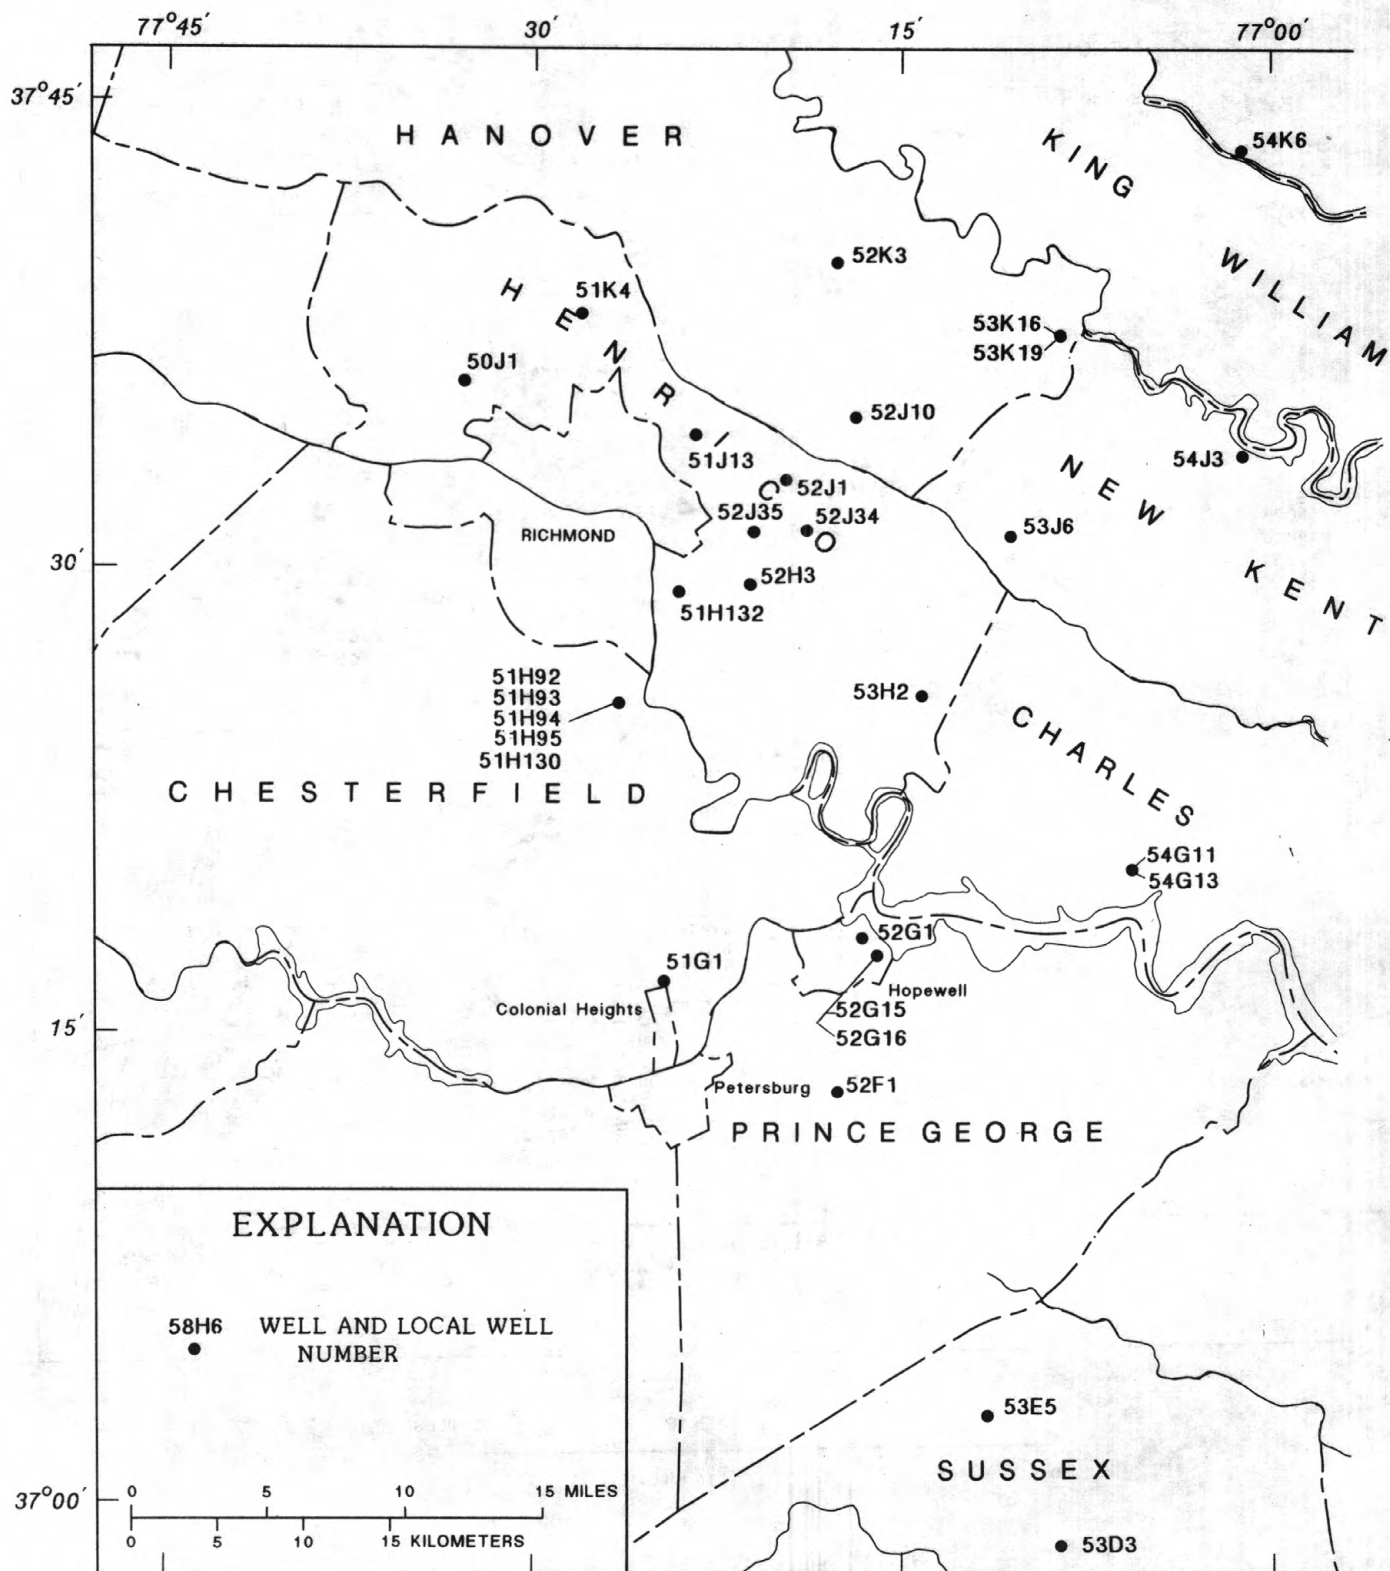 77°45′ 30′ 15′ 77°00′
37°45′
HANOVER
KING
WILLIAM
54K6
52K3
51K4
HENRICO
53K16
53K19
50J1
52J10
51J13
54J3
NEW
KENT
52J1
52J35
52J34
53J6
RICHMOND
30′
52H3
51H132
51H92
51H93
51H94
51H95
51H130
53H2
CHARLES
CHESTERFIELD
54G11
54G13
52G1
51G1
Hopewell
Colonial Heights
52G15
15′
52G16
Petersburg
52F1
PRINCE GEORGE
EXPLANATION
58H6 WELL AND LOCAL WELL
NUMBER
53E5
SUSSEX
37°00′
0 5 10 15 MILES
0 5 10 15 KILOMETERS
53D3